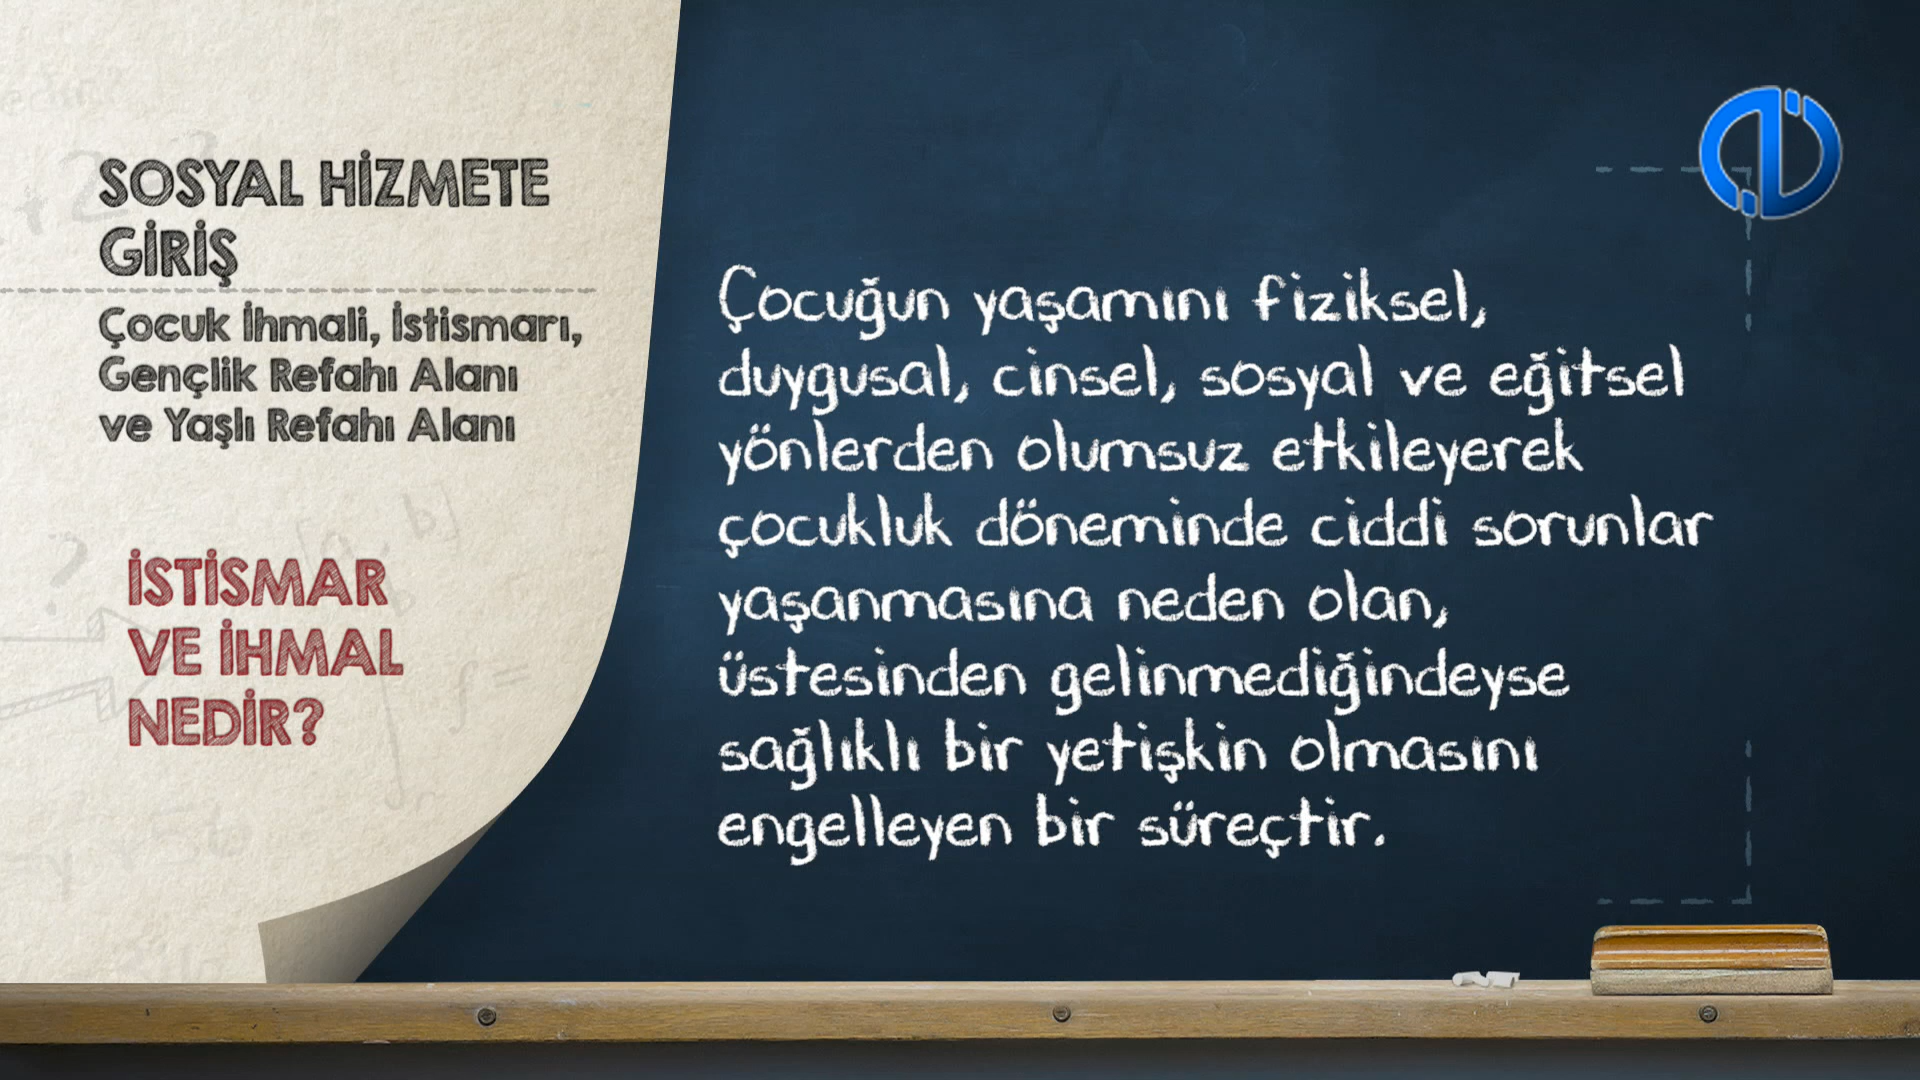 SOSYAL HİZMETE
GİRİŞ
Çocuk İhmali, İstismarı,
Gençlik Refahı Alanı
ve Yaşlı Refahı Alanı
İSTİSMAR
VE İHMAL
NEDİR?
Çocuğun yaşamını fiziksel,
duygusal, cinsel, sosyal ve eğitsel
yönlerden olumsuz etkileyerek
çocukluk döneminde ciddi sorunlar
yaşanmasına neden olan,
üstesinden gelinmediğindeyse
sağlıklı bir yetişkin olmasını
engelleyen bir süreçtir.